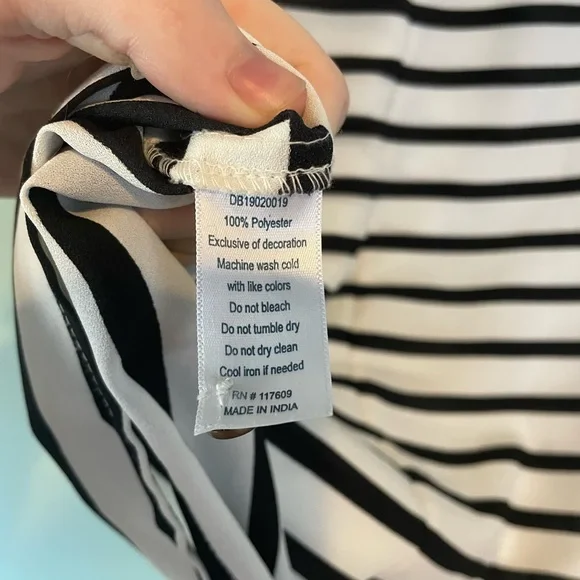 DB19020019
100% Polyester
Exclusive of decoration
Machine wash cold
with like colors
Do not bleach
Do not tumble dry
Do not dry clean
Cool iron if needed
RN # 117609
MADE IN INDIA